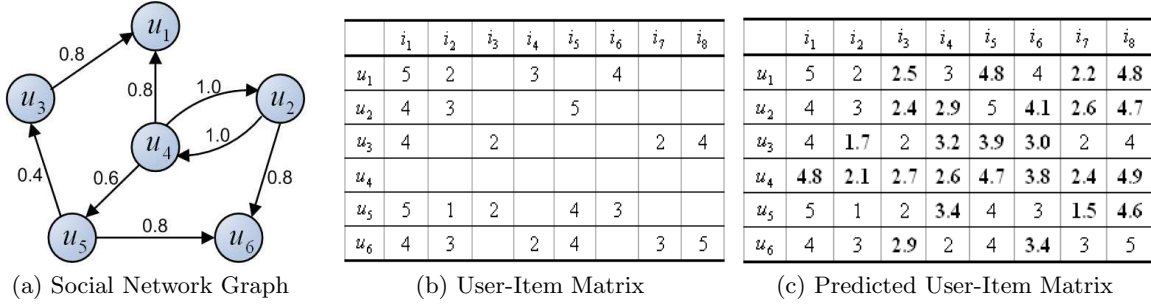 u1
0.8
u3
0.8
1.0
u2
1.0
u4
0.4
0.6
0.8
u5
0.8
u6
(a) Social Network Graph
i1 i2 i3 i4 i5 i6 i7 i8
u1 5 2 3 4
u2 4 3 5
u3 4 2 2 4
u4
u5 5 1 2 4 3
u6 4 3 2 4 3 5
(b) User-Item Matrix
i1 i2 i3 i4 i5 i6 i7 i8
u1 5 2 2.5 3 4.8 4 2.2 4.8
u2 4 3 2.4 2.9 5 4.1 2.6 4.7
u3 4 1.7 2 3.2 3.9 3.0 2 4
u4 4.8 2.1 2.7 2.6 4.7 3.8 2.4 4.9
u5 5 1 2 3.4 4 3 1.5 4.6
u6 4 3 2.9 2 4 3.4 3 5
(c) Predicted User-Item Matrix